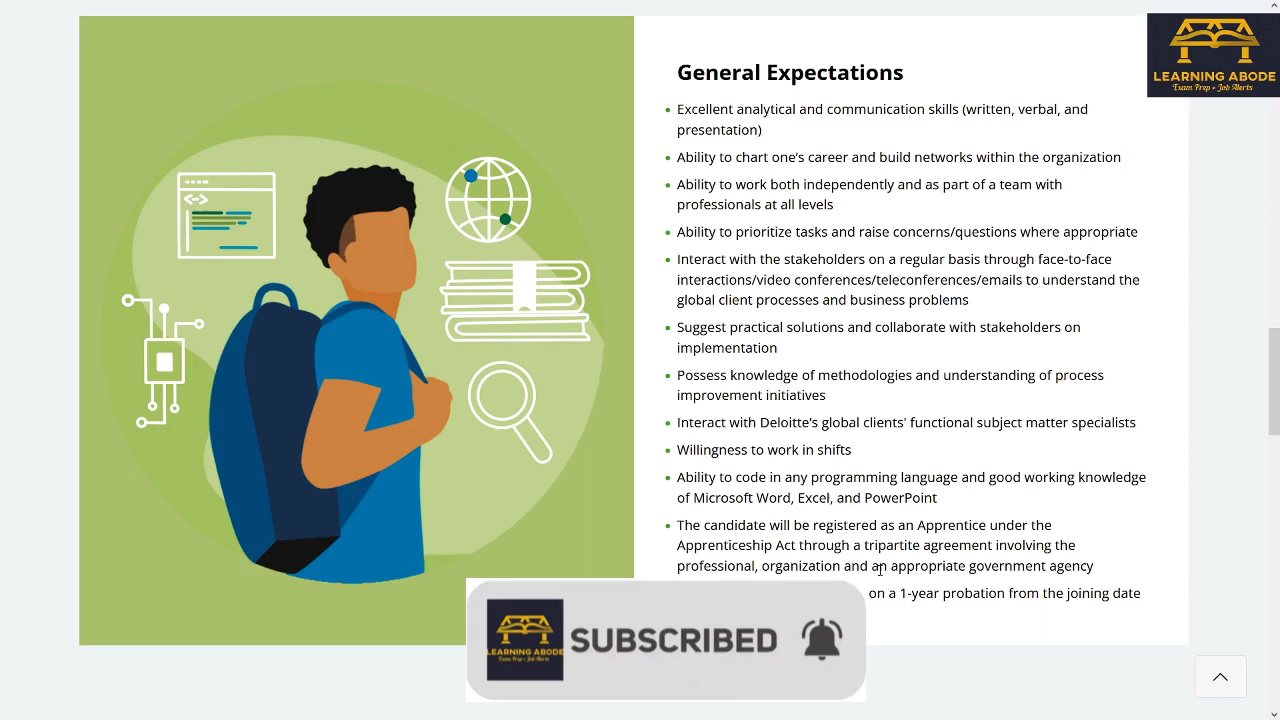 LEARNING ABODE
Exam Prep + Job Alerts
General Expectations
• Excellent analytical and communication skills (written, verbal, and
presentation)
• Ability to chart one's career and build networks within the organization
• Ability to work both independently and as part of a team with
professionals at all levels
• Ability to prioritize tasks and raise concerns/questions where appropriate
• Interact with the stakeholders on a regular basis through face-to-face
interactions/video conferences/teleconferences/emails to understand the
global client processes and business problems
• Suggest practical solutions and collaborate with stakeholders on
implementation
• Possess knowledge of methodologies and understanding of process
improvement initiatives
• Interact with Deloitte's global clients' functional subject matter specialists
• Willingness to work in shifts
• Ability to code in any programming language and good working knowledge
of Microsoft Word, Excel, and PowerPoint
• The candidate will be registered as an Apprentice under the
Apprenticeship Act through a tripartite agreement involving the
professional, organization and an appropriate government agency
on a 1-year probation from the joining date
LEARNING ABODE
Exam Prep + Job Alerts
SUBSCRIBED